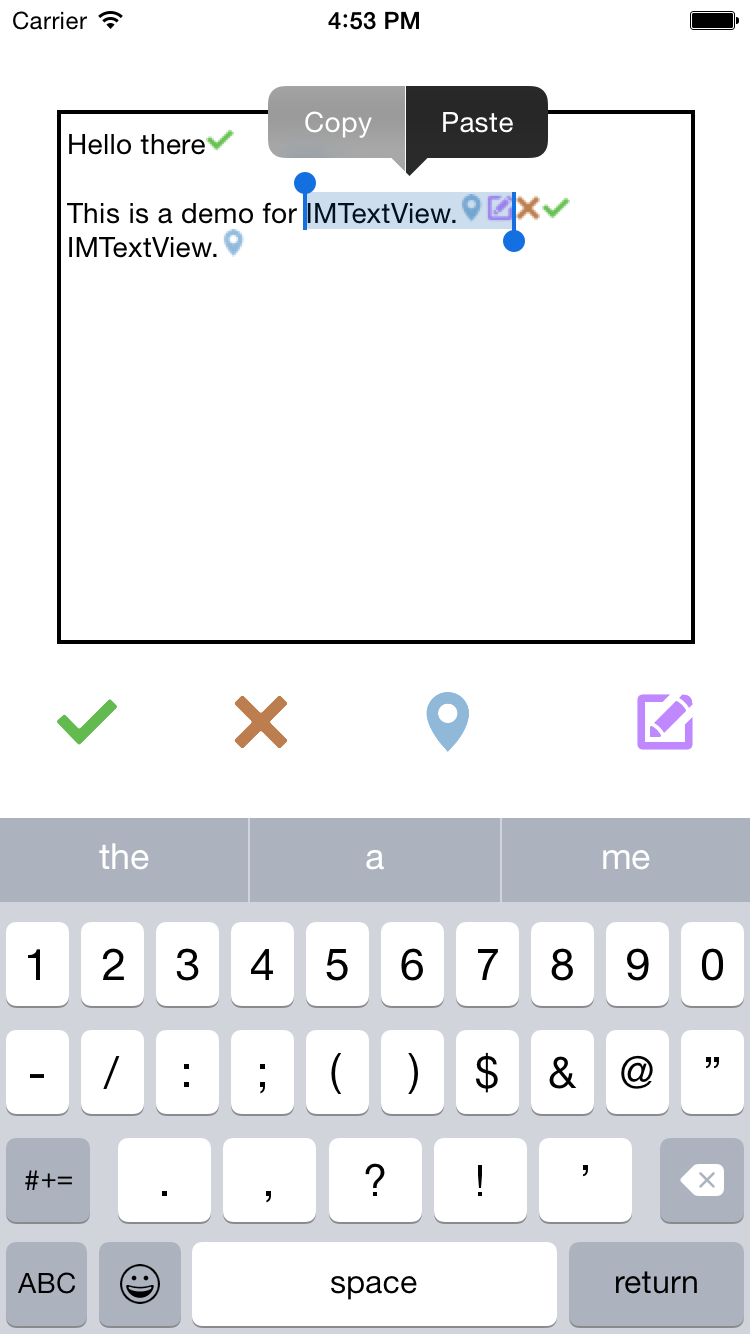 Carrier 4:53 PM
Copy Paste
Hello there
This is a demo for IMTextView.
IMTextView.
the a me
1 2 3 4 5 6 7 8 9 0
- / : ; ( ) $ & @ ”
#+= . , ? ! ’
ABC space return